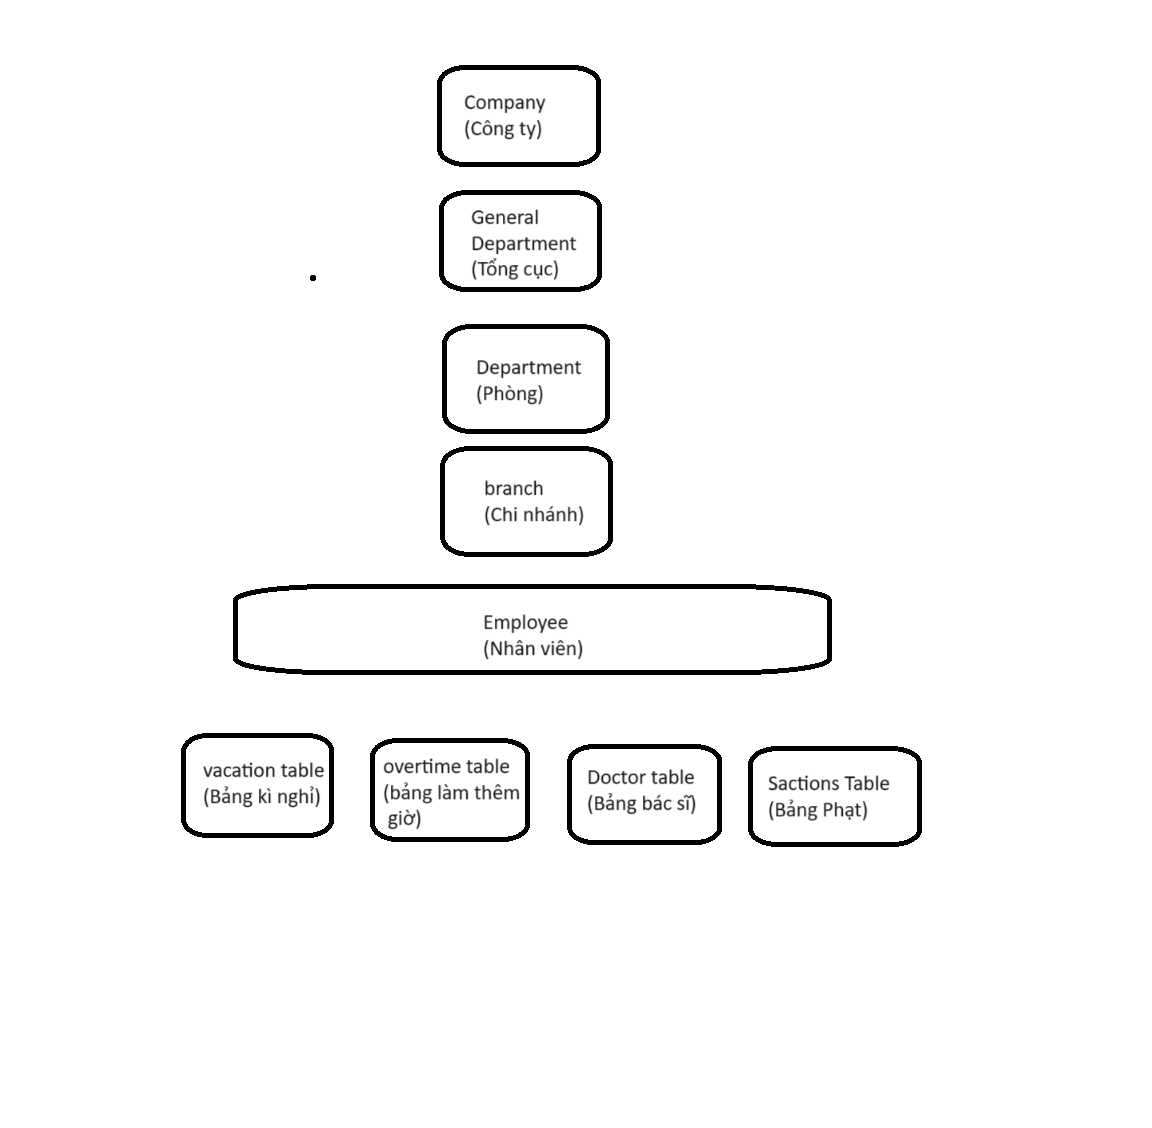 Company
(Công ty)
General
Department
(Tổng cục)
Department
(Phòng)
branch
(Chi nhánh)
Employee
(Nhân viên)
vacation table
(Bảng kì nghỉ)
overtime table
(bảng làm thêm
giờ)
Doctor table
(Bảng bác sĩ)
Sactions Table
(Bảng Phạt)